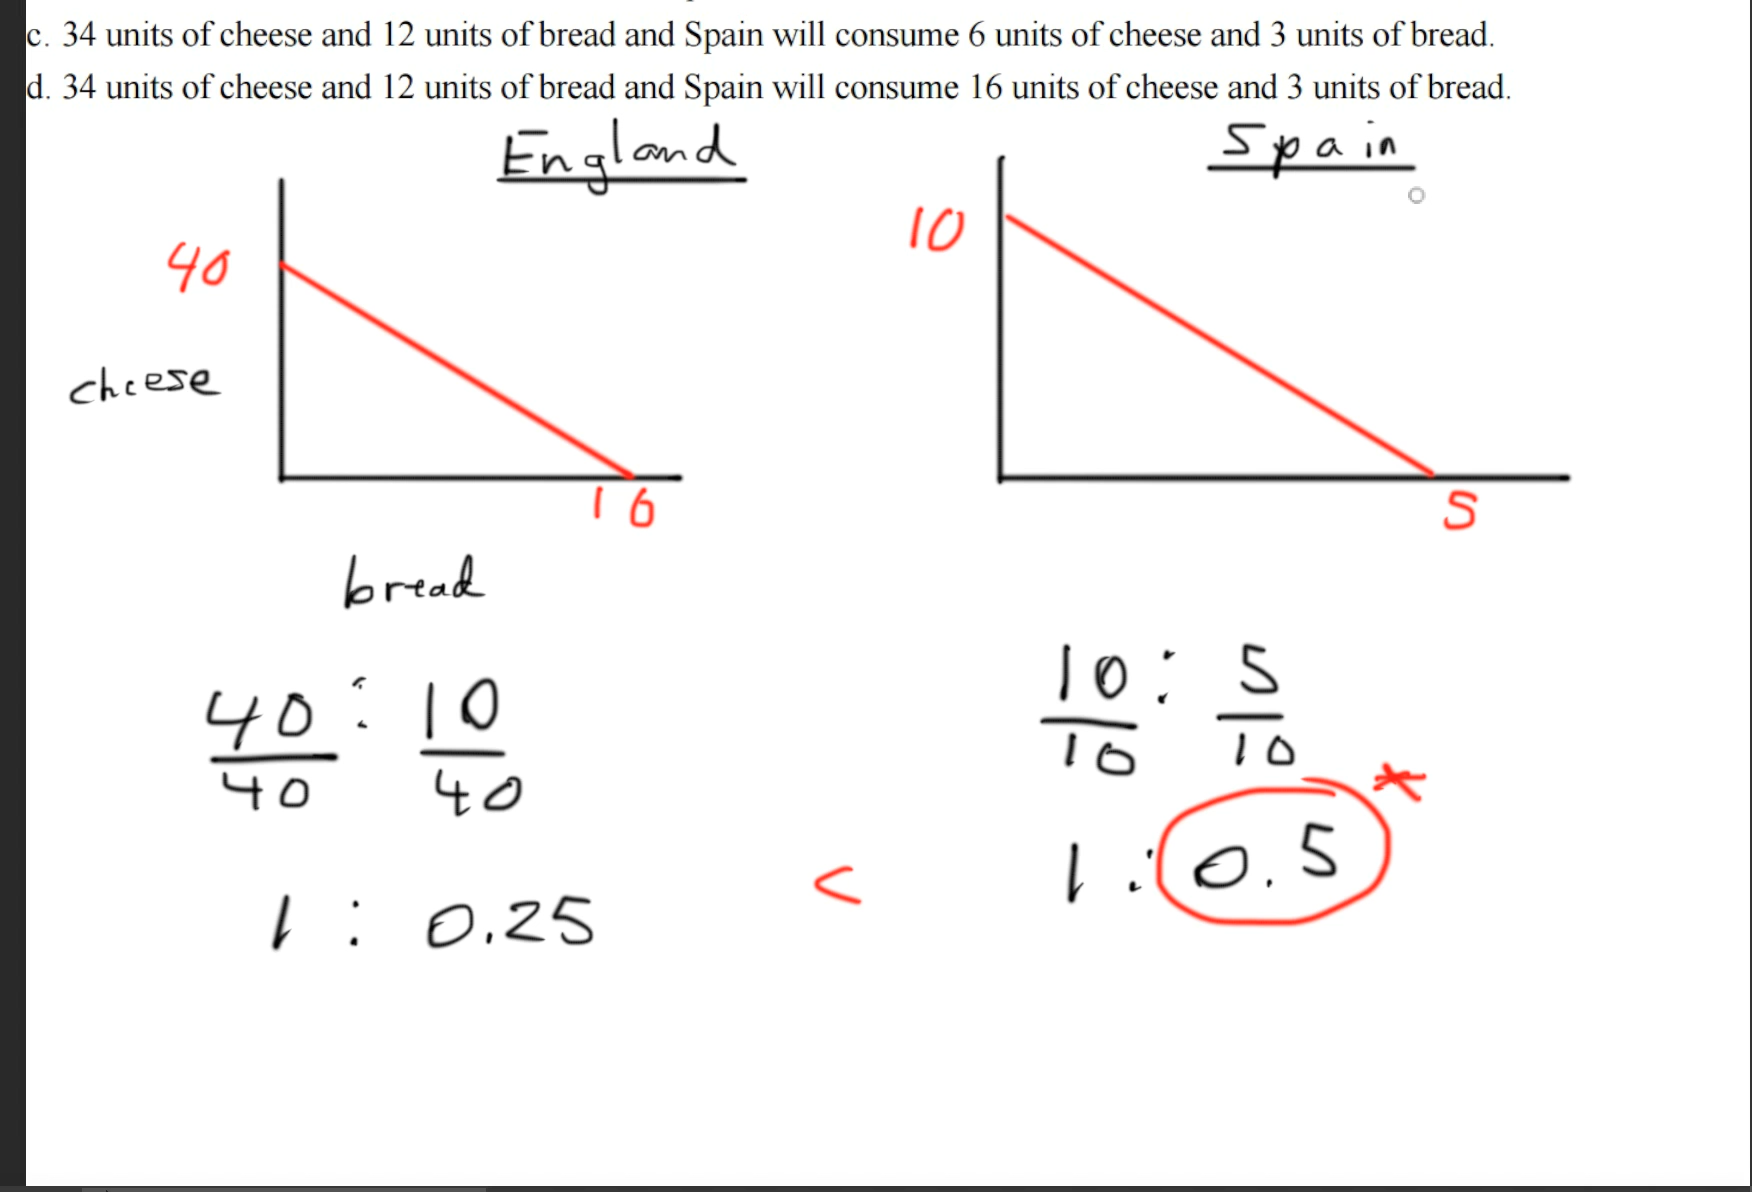 c. 34 units of cheese and 12 units of bread and Spain will consume 6 units of cheese and 3 units of bread.
d. 34 units of cheese and 12 units of bread and Spain will consume 16 units of cheese and 3 units of bread.
England
Spain
40
10
cheese
16
5
bread
40 : 10
40 40
10 : 5
10 10
*
1 : 0.25
<
1 : 0.5